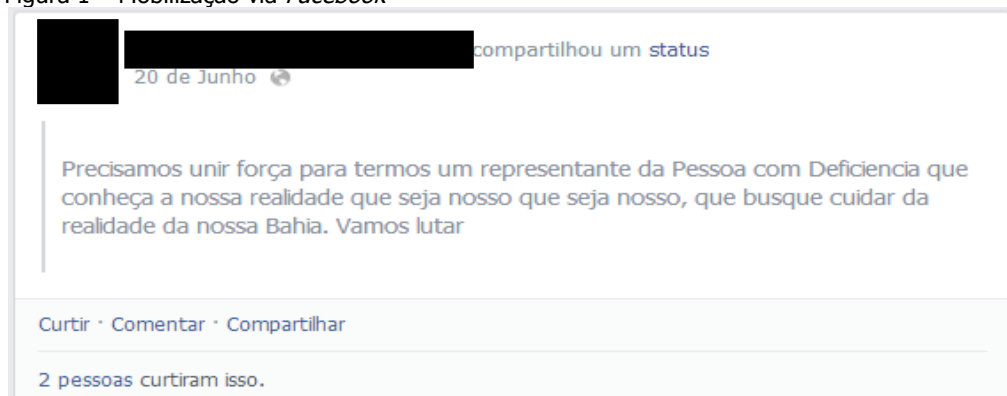 Figura 1 – Mobilização via Facebook
compartilhou um status
20 de Junho
Precisamos unir força para termos um representante da Pessoa com Deficiencia que
conheça a nossa realidade que seja nosso que seja nosso, que busque cuidar da
realidade da nossa Bahia. Vamos lutar
Curtir · Comentar · Compartilhar
2 pessoas curtiram isso.